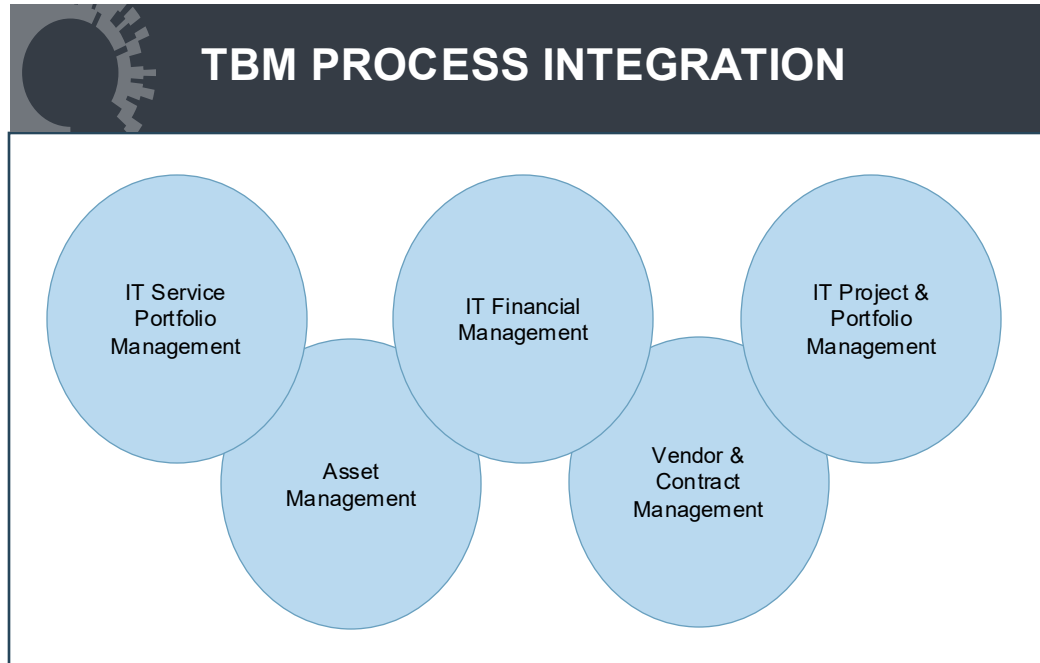 TBM PROCESS INTEGRATION
IT Service
Portfolio
Management
Asset
Management
IT Financial
Management
Vendor &
Contract
Management
IT Project &
Portfolio
Management